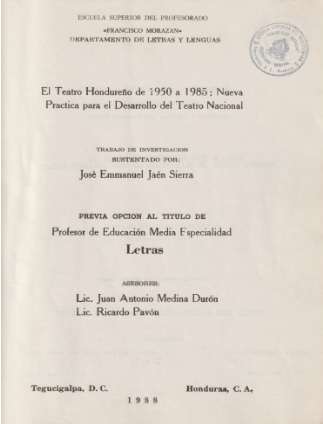 ESCUELA SUPERIOR DEL PROFESORADO
«FRANCISCO MORAZAN»
DEPARTAMENTO DE LETRAS Y LENGUAS
El Teatro Hondureño de 1950 a 1985; Nueva
Practica para el Desarrollo del Teatro Nacional
TRABAJO DE INVESTIGACION
SUSTENTADO POR:
Josè Emmanuel Jaén Sierra
PREVIA OPCION AL TITULO DE
Profesor de Educación Media Especialidad
Letras
ASESORES:
Lic. Juan Antonio Medina Durón
Lic. Ricardo Pavón
Tegucigalpa, D. C. Honduras, C. A.
1988